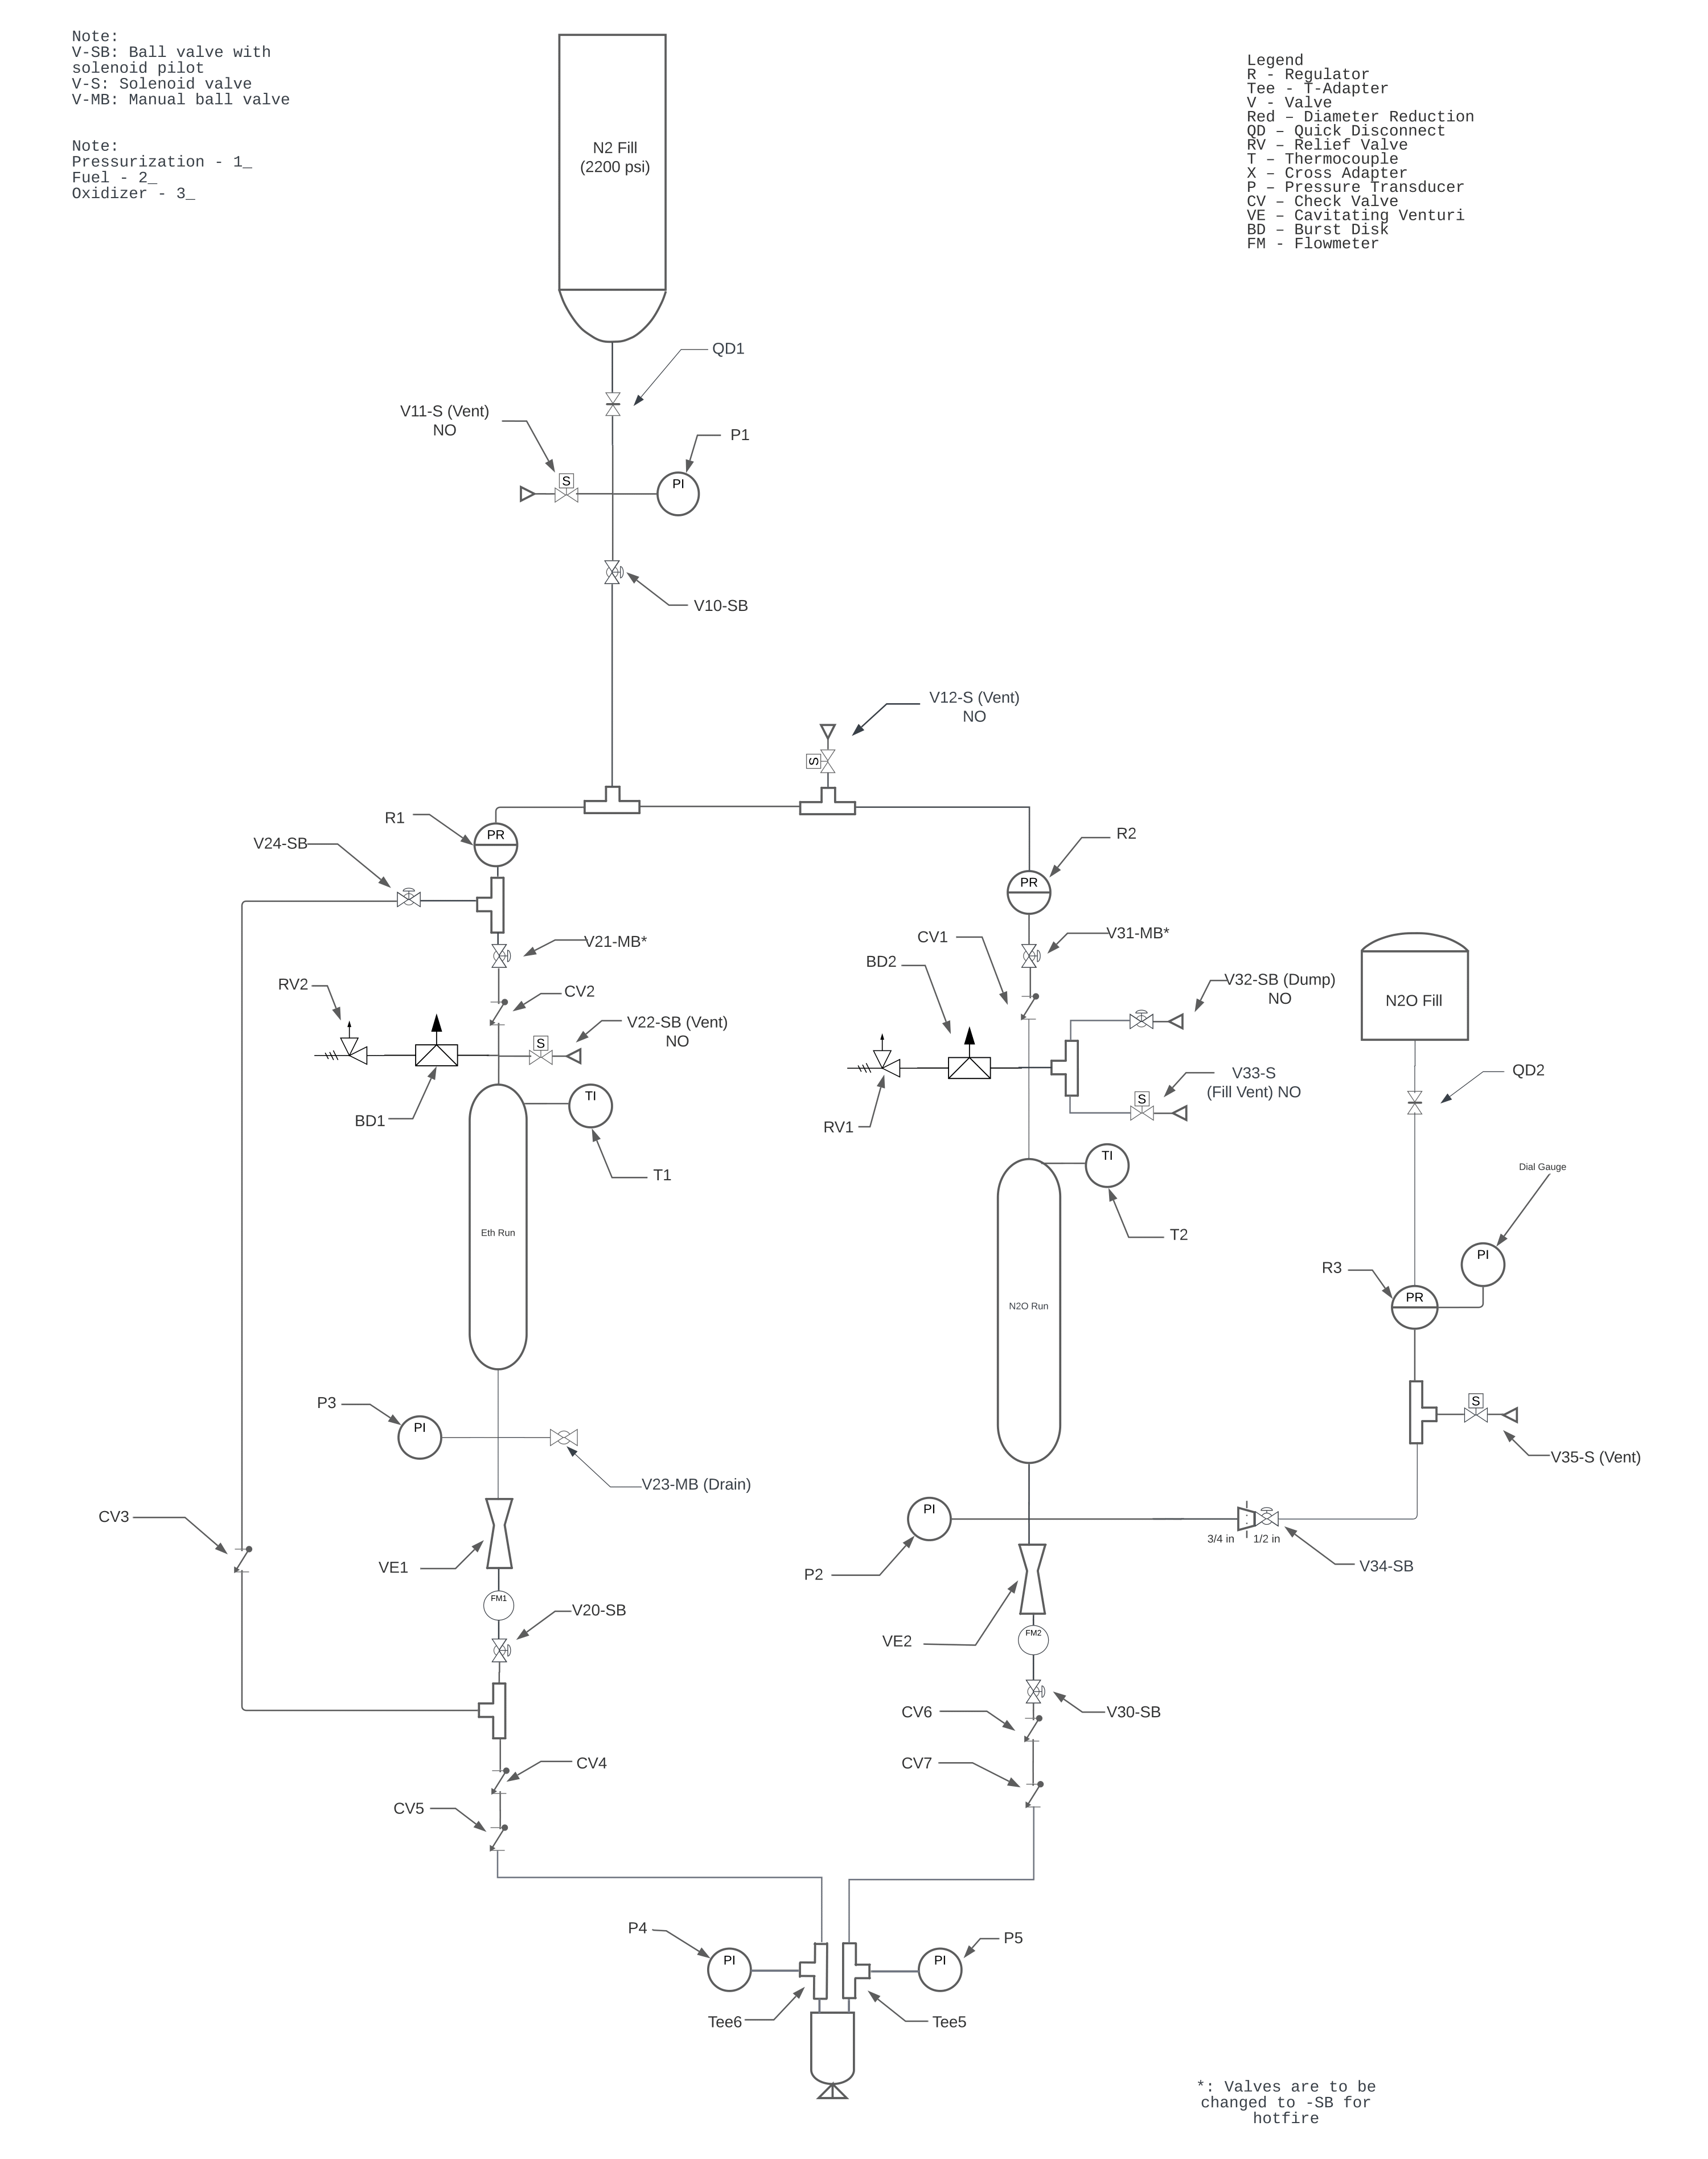 Note:
V-SB: Ball valve with
solenoid pilot
V-S: Solenoid valve
V-MB: Manual ball valve
Note:
Pressurization - 1_
Fuel - 2_
Oxidizer - 3_
Legend
R - Regulator
Tee - T-Adapter
V - Valve
Red – Diameter Reduction
QD – Quick Disconnect
RV – Relief Valve
T – Thermocouple
X – Cross Adapter
P – Pressure Transducer
CV – Check Valve
VE – Cavitating Venturi
BD – Burst Disk
FM - Flowmeter
N2 Fill
(2200 psi)
QD1
V11-S (Vent)
NO
P1
S
PI
V10-SB
V12-S (Vent)
NO
S
R1
PR
V24-SB
R2
PR
V21-MB*
CV1
V31-MB*
BD2
RV2
CV2
V32-SB (Dump)
NO
N2O Fill
V22-SB (Vent)
NO
S
V33-S
(Fill Vent) NO
S
QD2
BD1
TI
RV1
T1
TI
Dial Gauge
T2
Eth Run
PI
R3
PR
N2O Run
P3
PI
S
V35-S (Vent)
V23-MB (Drain)
CV3
PI
3/4 in
1/2 in
VE1
P2
V34-SB
FM1
V20-SB
VE2
FM2
CV6
V30-SB
CV4
CV7
CV5
P4
P5
PI
PI
Tee6
Tee5
*: Valves are to be
changed to -SB for
hotfire